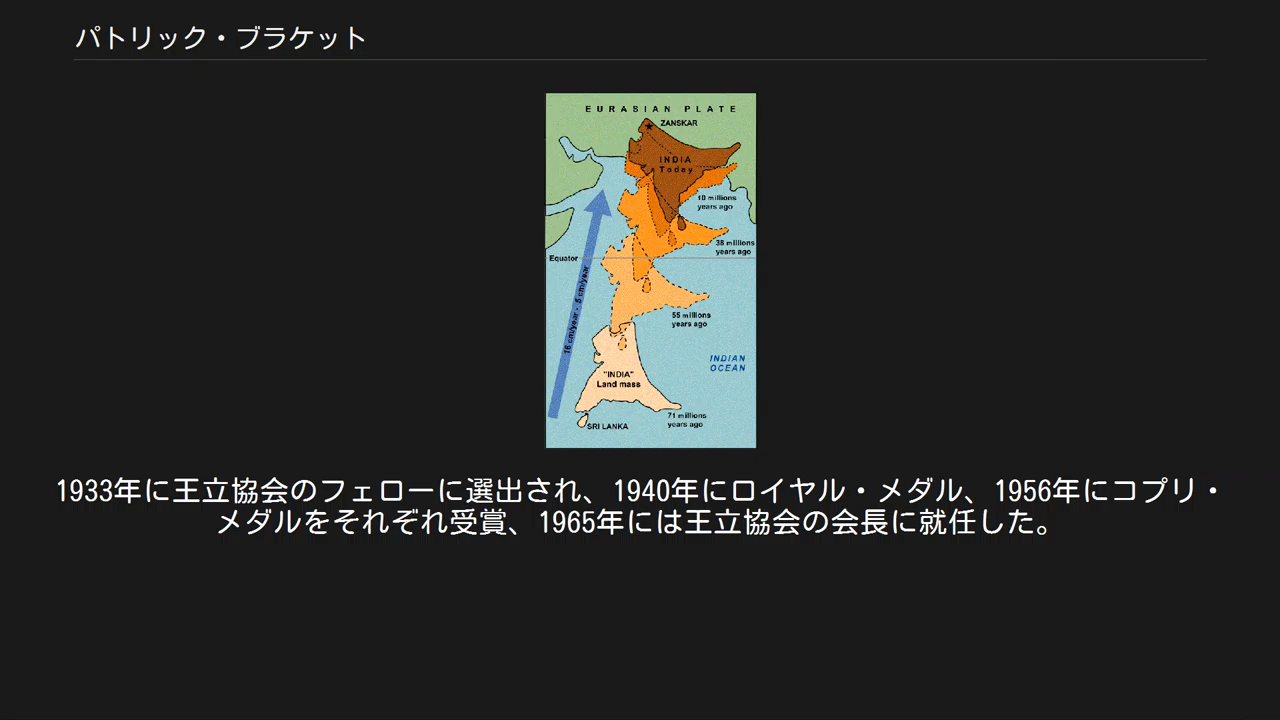 パトリック・ブラケット
EURASIAN PLATE
ZANSKAR
INDIA
Today
10 millions
years ago
38 millions
years ago
Equator
16 cm/year - 5 cm/year
55 millions
years ago
INDIAN
OCEAN
"INDIA"
Land mass
71 millions
years ago
SRI LANKA
1933年に王立協会のフェローに選出され、1940年にロイヤル・メダル、1956年にコプリ・
メダルをそれぞれ受賞、1965年には王立協会の会長に就任した。